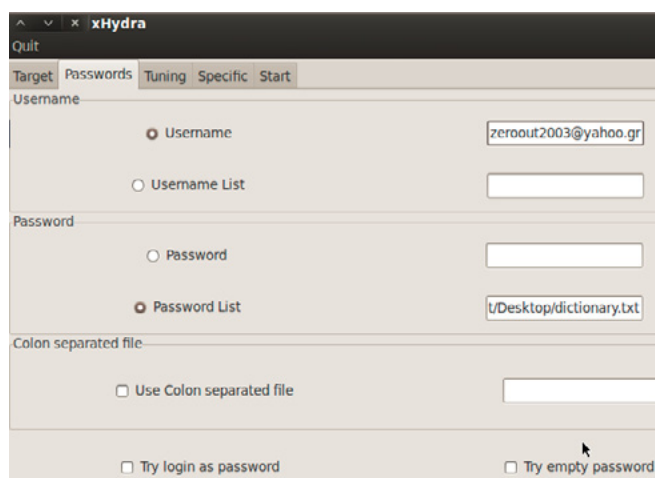 xHydra
Quit
Target Passwords Tuning Specific Start
Username
Username zeroout2003@yahoo.gr
Username List
Password
Password
Password List t/Desktop/dictionary.txt
Colon separated file
Use Colon separated file
Try login as password Try empty password